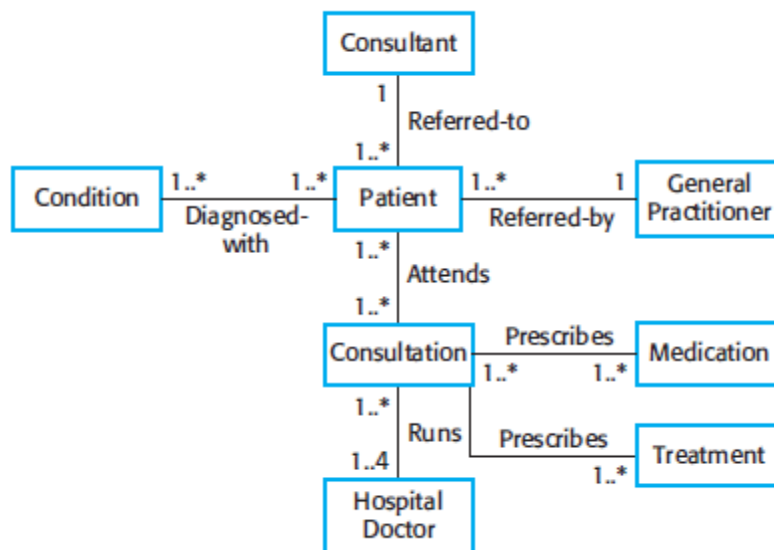 Consultant
1
Referred-to
1..*
Condition
1..*
1..*
Diagnosed-
with
Patient
1..*
1
Referred-by
General
Practitioner
1..*
Attends
1..*
Consultation
Prescribes
1..*
1..*
Medication
1..*
Runs
1..4
Prescribes
1..*
Treatment
Hospital
Doctor